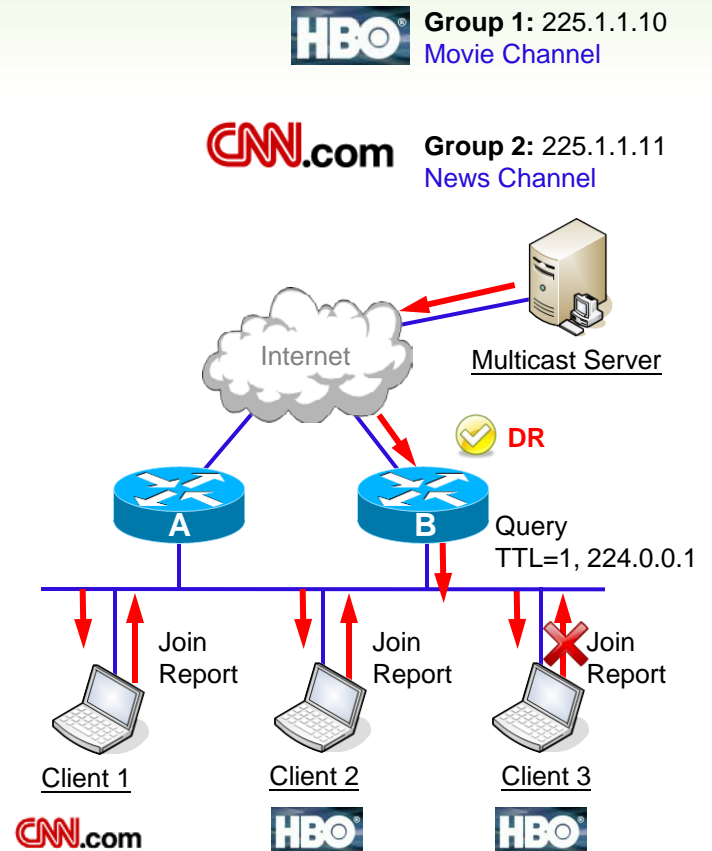 HBO®
Group 1: 225.1.1.10
Movie Channel
CNN.com
Group 2: 225.1.1.11
News Channel
Internet
Multicast Server
DR
A
B
Query
TTL=1, 224.0.0.1
Join
Report
Join
Report
Join
Report
Client 1
Client 2
Client 3
CNN.com
HBO
HBO